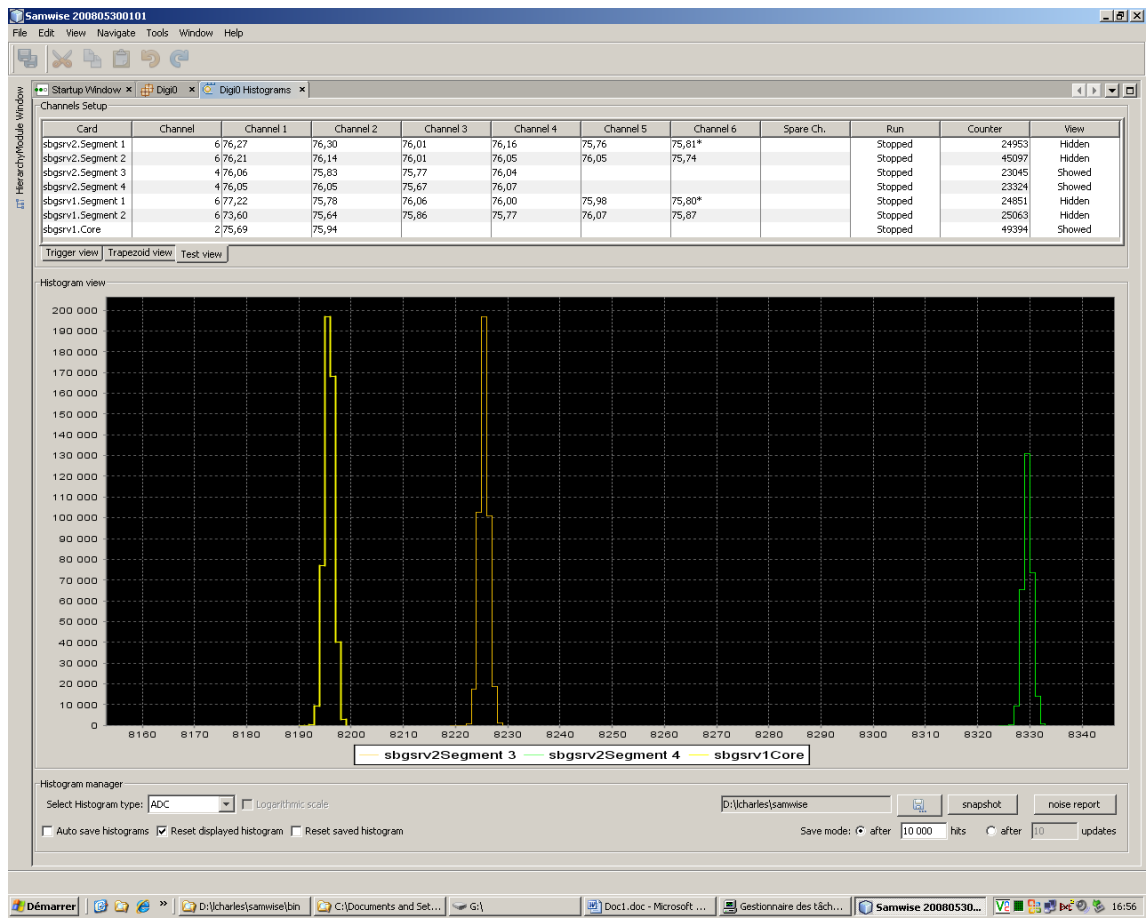 Samwise 200805300101
File Edit View Navigate Tools Window Help
HierarchyModule Window
Startup Window Digi0 Digi0 Histograms
Channels Setup
Card Channel Channel 1 Channel 2 Channel 3 Channel 4 Channel 5 Channel 6 Spare Ch. Run Counter View
sbgsrv2.Segment 1 6 76,27 76,30 76,01 76,16 75,76 75,81* Stopped 24953 Hidden
sbgsrv2.Segment 2 6 76,21 76,14 76,01 76,05 76,05 75,74 Stopped 45097 Hidden
sbgsrv2.Segment 3 4 76,06 75,83 75,77 76,04 Stopped 23045 Showed
sbgsrv2.Segment 4 4 76,05 76,05 75,67 76,07 Stopped 23324 Showed
sbgsrv1.Segment 1 6 77,22 75,78 76,06 76,00 75,98 75,80* Stopped 24851 Hidden
sbgsrv1.Segment 2 6 73,60 75,64 75,86 75,77 76,07 75,87 Stopped 25063 Hidden
sbgsrv1.Core 2 75,69 75,94 Stopped 49394 Showed
Trigger view Trapezoid view Test view
Histogram view
200 000
190 000
180 000
170 000
160 000
150 000
140 000
130 000
120 000
110 000
100 000
90 000
80 000
70 000
60 000
50 000
40 000
30 000
20 000
10 000
0
8160 8170 8180 8190 8200 8210 8220 8230 8240 8250 8260 8270 8280 8290 8300 8310 8320 8330 8340
sbgsrv2Segment 3 sbgsrv2Segment 4 sbgsrv1Core
Histogram manager
Select Histogram type: ADC Logarithmic scale D:\lcharles\samwise snapshot noise report
Auto save histograms Reset displayed histogram Reset saved histogram Save mode: after 10 000 hits after 10 updates
Démarrer » D:\lcharles\samwise\bin C:\Documents and Set... G:\ Doc1.doc - Microsoft ... Gestionnaire des tâch... Samwise 20080530... 16:56